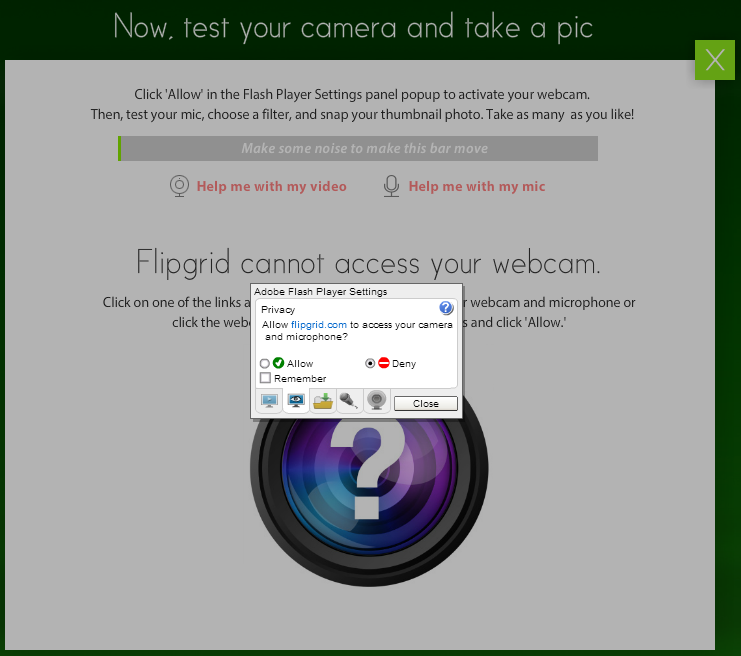 Now, test your camera and take a pic
X
Click 'Allow' in the Flash Player Settings panel popup to activate your webcam.
Then, test your mic, choose a filter, and snap your thumbnail photo. Take as many as you like!
Make some noise to make this bar move
Help me with my video
Help me with my mic
Flipgrid cannot access your webcam.
Click on one of the links a
r webcam and microphone or
click the web
s and click 'Allow.'
Adobe Flash Player Settings
Privacy
Allow flipgrid.com to access your camera
and microphone?
Allow
Deny
Remember
Close
?